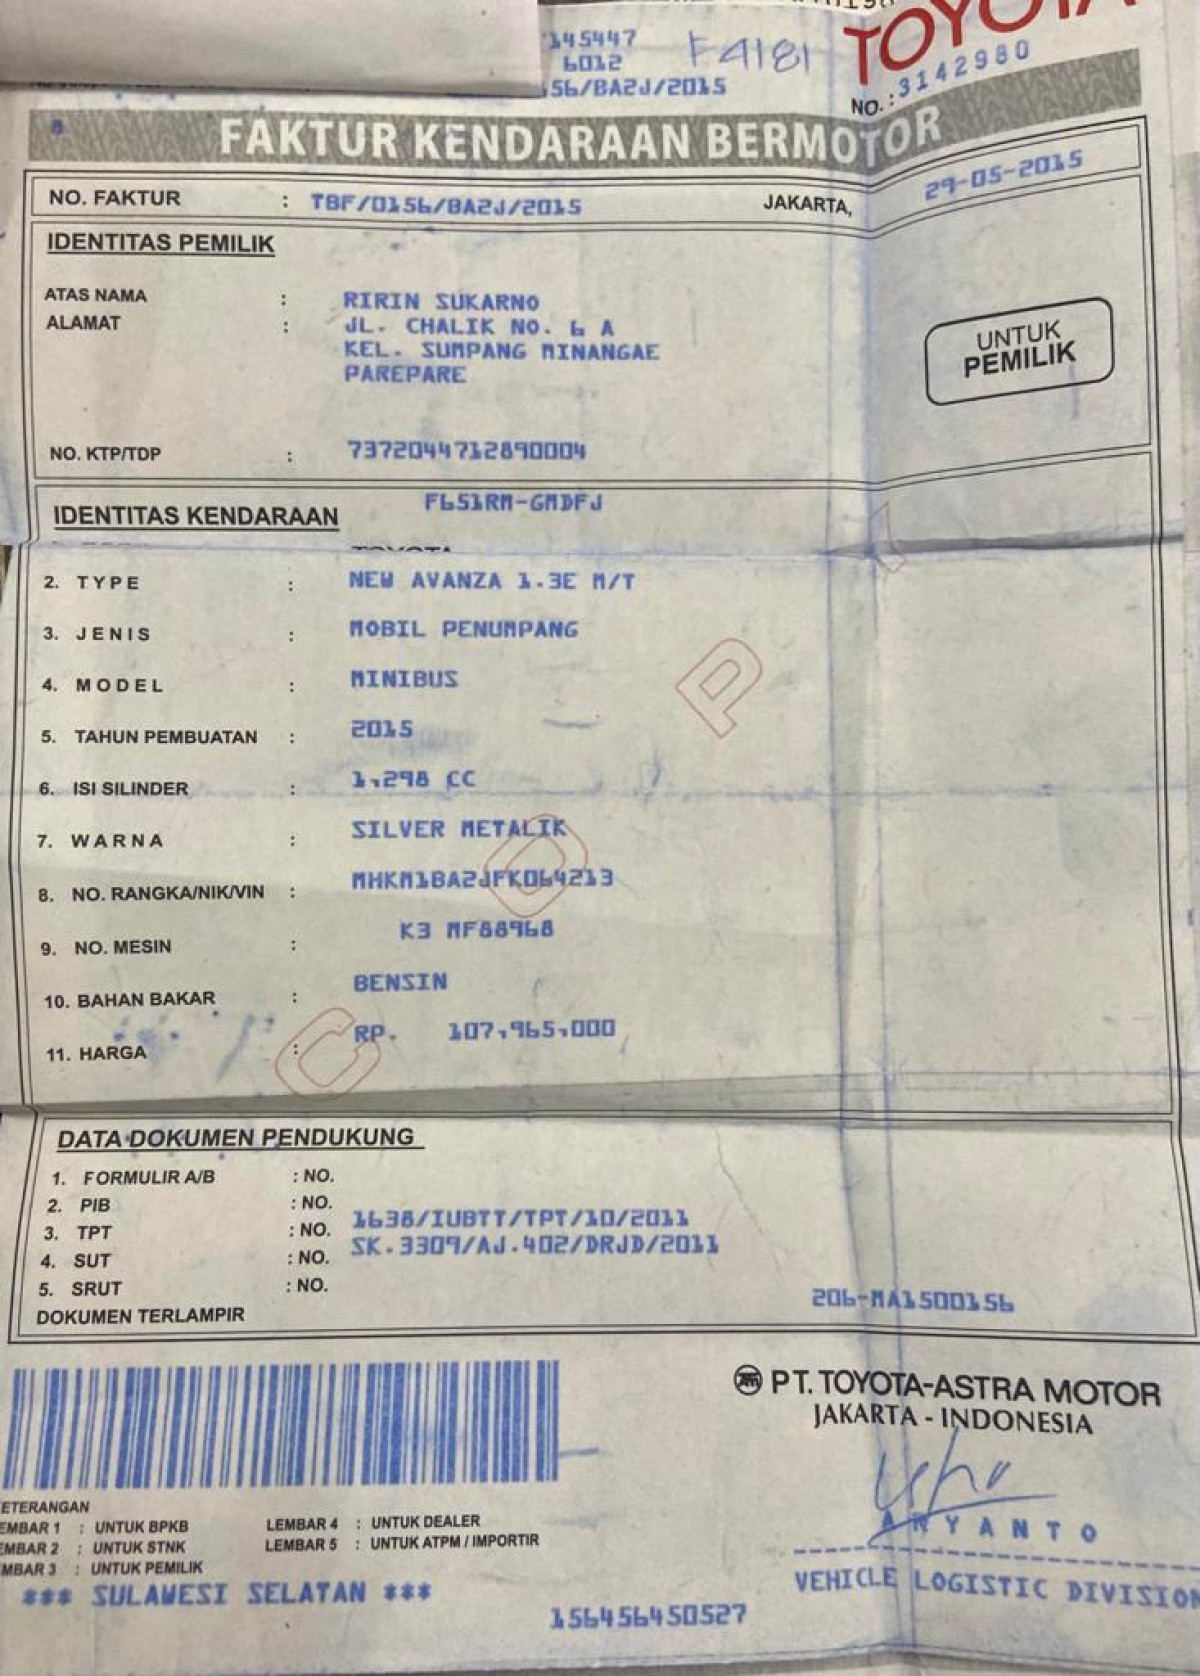 145447
6012
F4181
TOYOTA
56/BA2J/2015
NO.: 3142980
FAKTUR KENDARAAN BERMOTOR
NO. FAKTUR : TBF/0156/BA2J/2015 JAKARTA, 29-05-2015
IDENTITAS PEMILIK
ATAS NAMA : RIRIN SUKARNO
ALAMAT : JL. CHALIK NO. 6 A
KEL. SUMPANG MINANGAE
PAREPARE
UNTUK
PEMILIK
NO. KTP/TDP : 7372044712890004
F651RM-GMDFJ
IDENTITAS KENDARAAN
TOYOTA
2. TYPE : NEW AVANZA 1.3E M/T
3. JENIS : MOBIL PENUMPANG
4. MODEL : MINIBUS
5. TAHUN PEMBUATAN : 2015
6. ISI SILINDER : 1,298 CC
7. WARNA : SILVER METALIK
8. NO. RANGKA/NIK/VIN : MHKM1BA2JFK064213
9. NO. MESIN : K3 MF88968
10. BAHAN BAKAR : BENSIN
11. HARGA : RP. 107,965,000
COPY
DATA DOKUMEN PENDUKUNG
1. FORMULIR A/B : NO.
2. PIB : NO.
3. TPT : NO. 1638/IUBTT/TPT/10/2011
4. SUT : NO. SK.3309/AJ.402/DRJD/2011
5. SRUT : NO.
DOKUMEN TERLAMPIR
206-MA1500156
PT. TOYOTA-ASTRA MOTOR
JAKARTA - INDONESIA
ARYANTO
VEHICLE LOGISTIC DIVISION
ETERANGAN
EMBAR 1 : UNTUK BPKB LEMBAR 4 : UNTUK DEALER
EMBAR 2 : UNTUK STNK LEMBAR 5 : UNTUK ATPM / IMPORTIR
MBAR 3 : UNTUK PEMILIK
*** SULAWESI SELATAN ***
156456450527